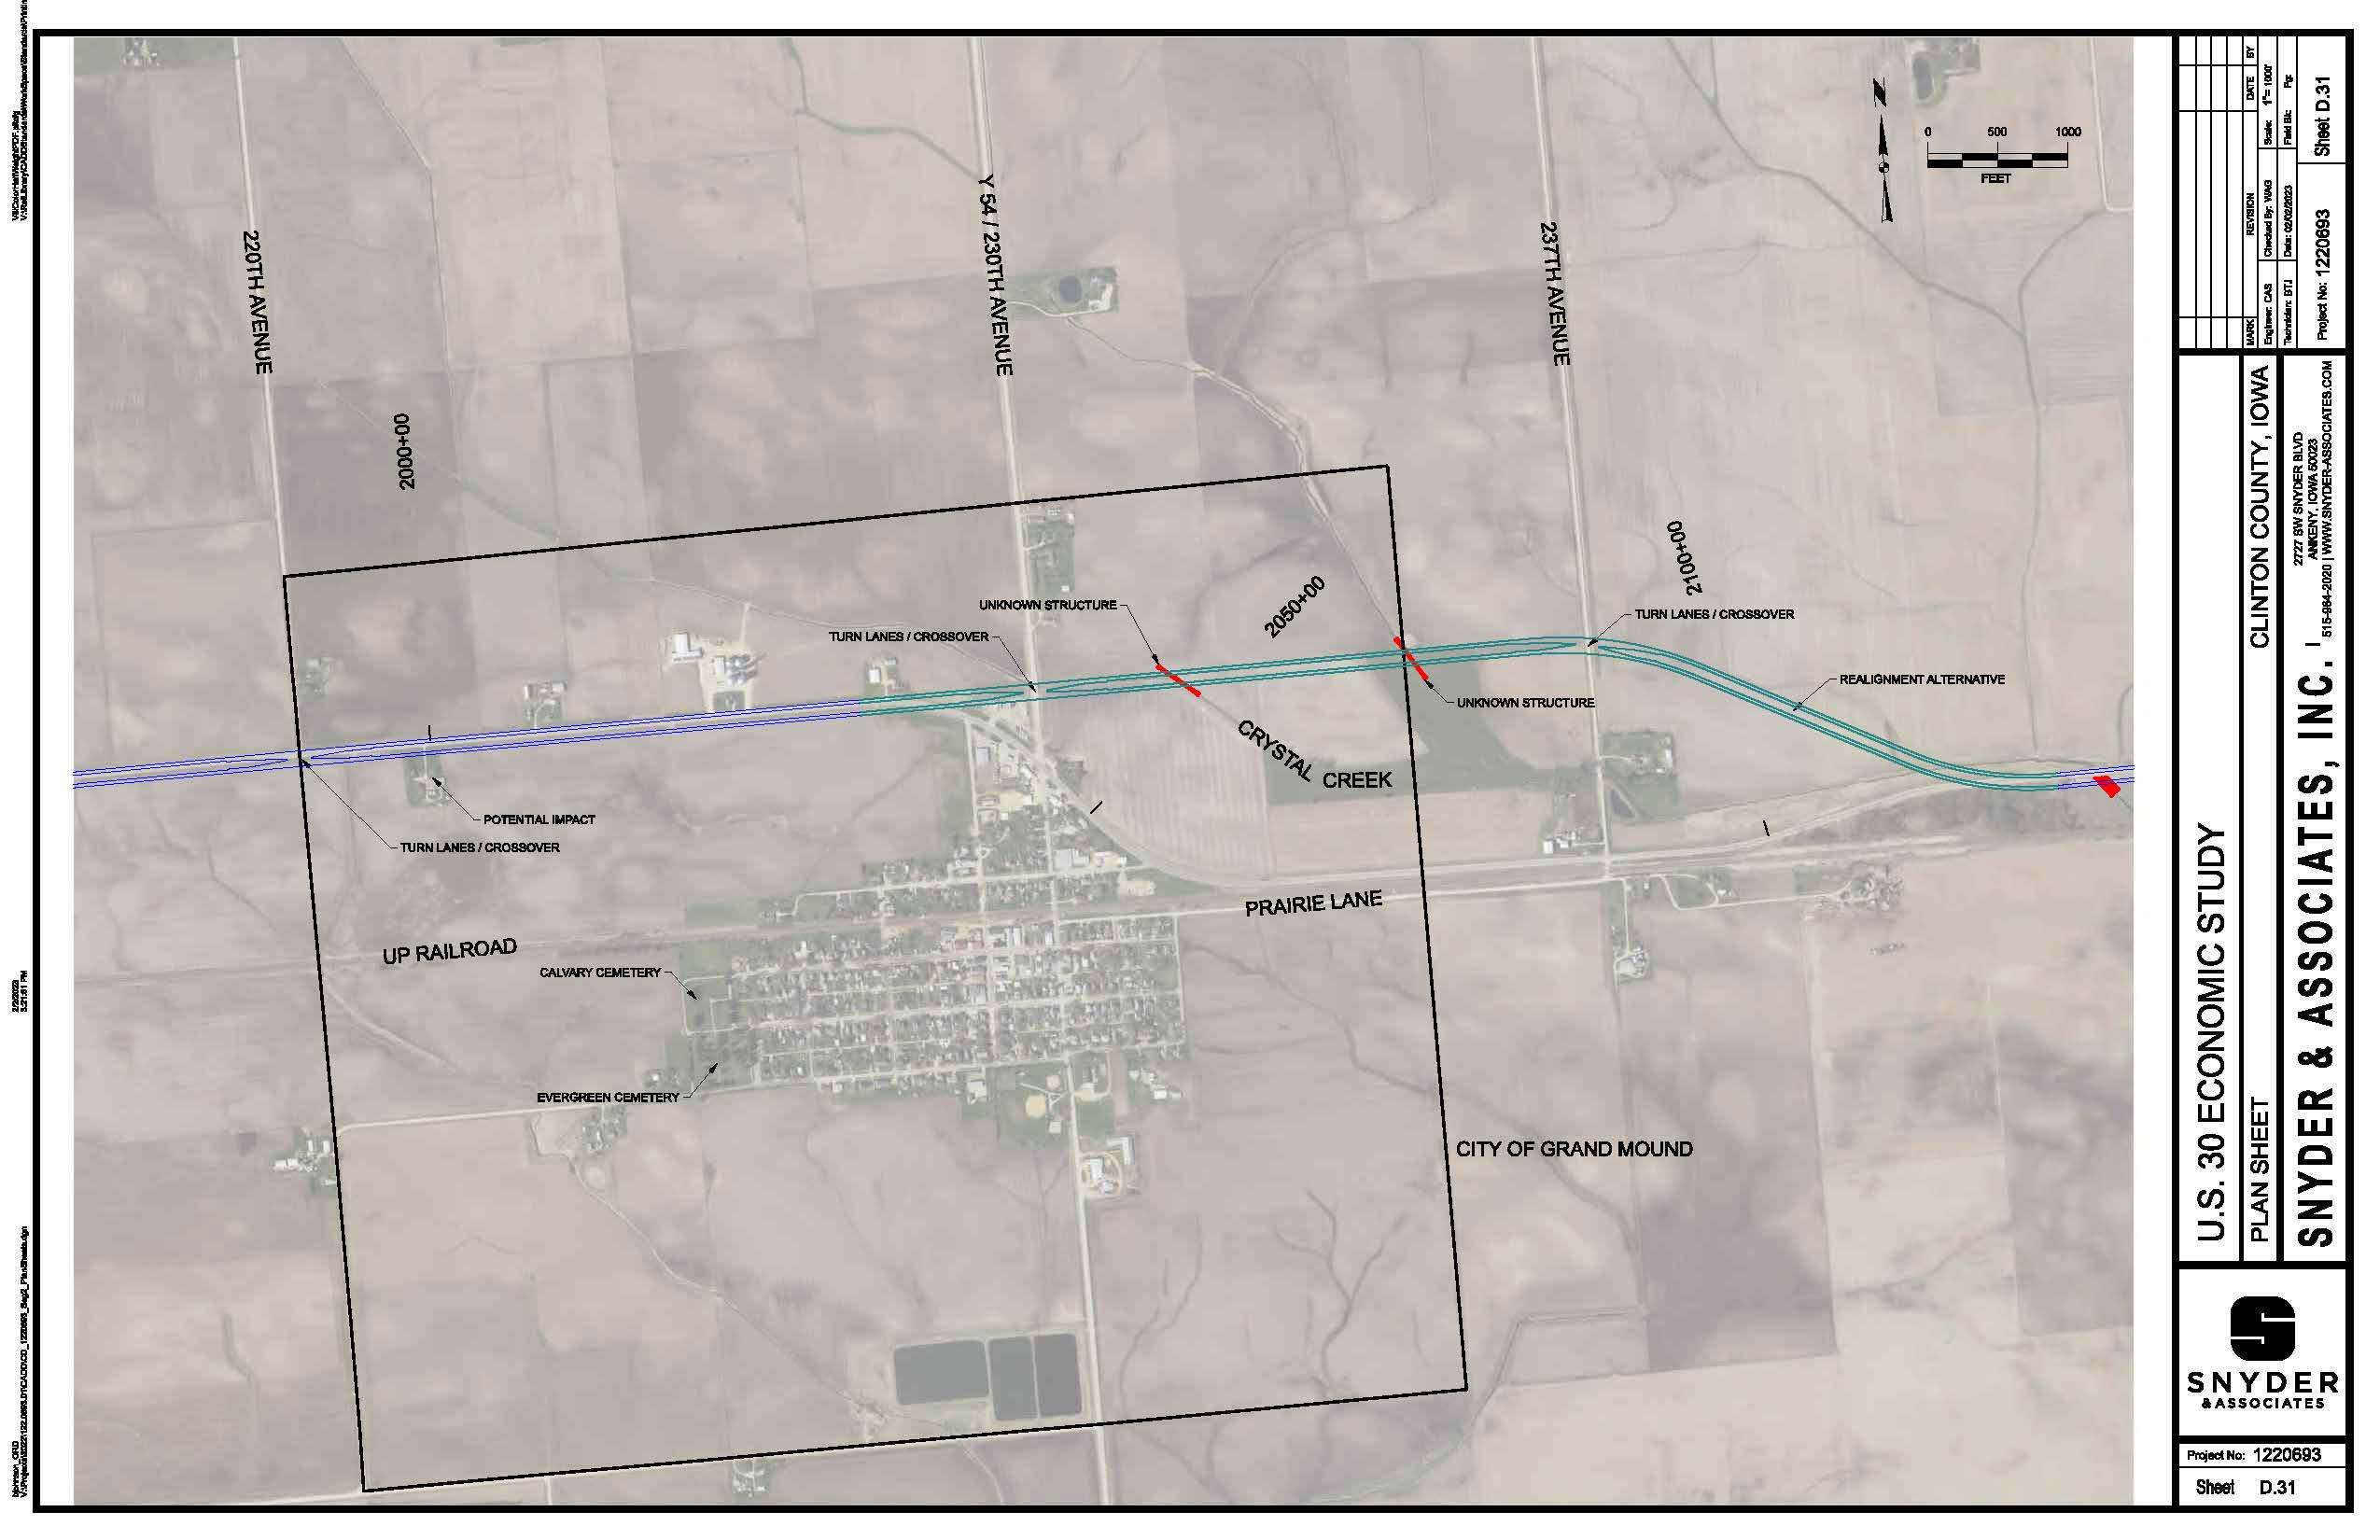 220TH AVENUE
Y 54 / 230TH AVENUE
237TH AVENUE
0 500 1000
FEET
2000+00
2050+00
2100+00
UNKNOWN STRUCTURE
TURN LANES / CROSSOVER
TURN LANES / CROSSOVER
REALIGNMENT ALTERNATIVE
UNKNOWN STRUCTURE
CRYSTAL CREEK
POTENTIAL IMPACT
TURN LANES / CROSSOVER
PRAIRIE LANE
UP RAILROAD
CALVARY CEMETERY
EVERGREEN CEMETERY
CITY OF GRAND MOUND
MARK REVISION DATE BY
Engineer: CAS Checked By: WAG Scale: 1"= 1000'
Technician: BTJ Date: 02/02/2023 Field Bk: Pg:
Project No: 1220693 Sheet D.31
U.S. 30 ECONOMIC STUDY
PLAN SHEET CLINTON COUNTY, IOWA
SNYDER & ASSOCIATES, INC.
2727 SW SNYDER BLVD
ANKENY, IOWA 50023
515-964-2020 | WWW.SNYDER-ASSOCIATES.COM
SNYDER
& ASSOCIATES
Project No: 1220693
Sheet D.31
2/2/2023